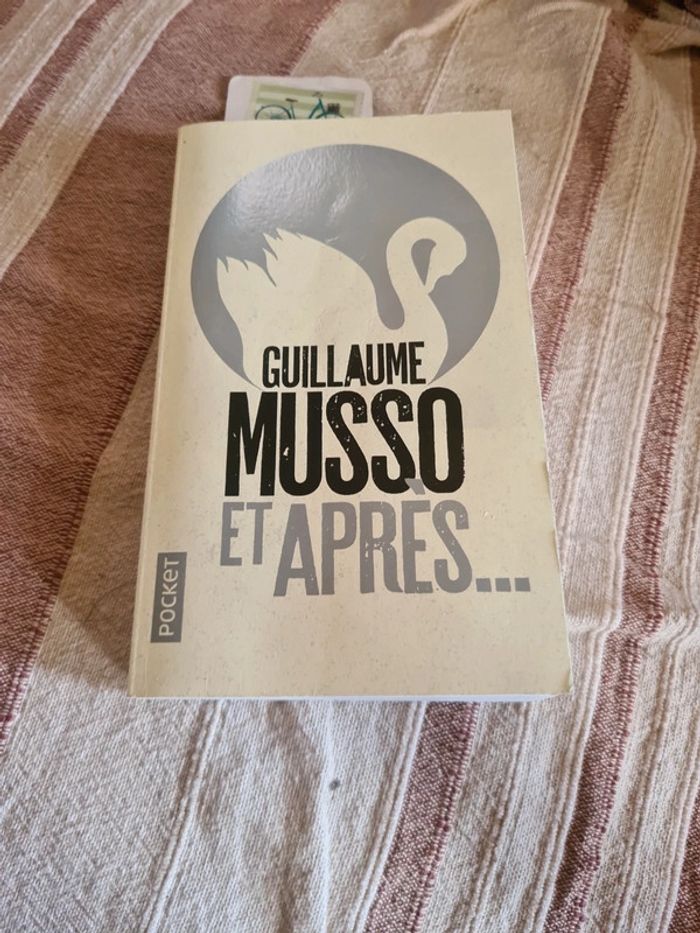 GUILLAUME
MUSSO
ET APRÈS...
POCKET